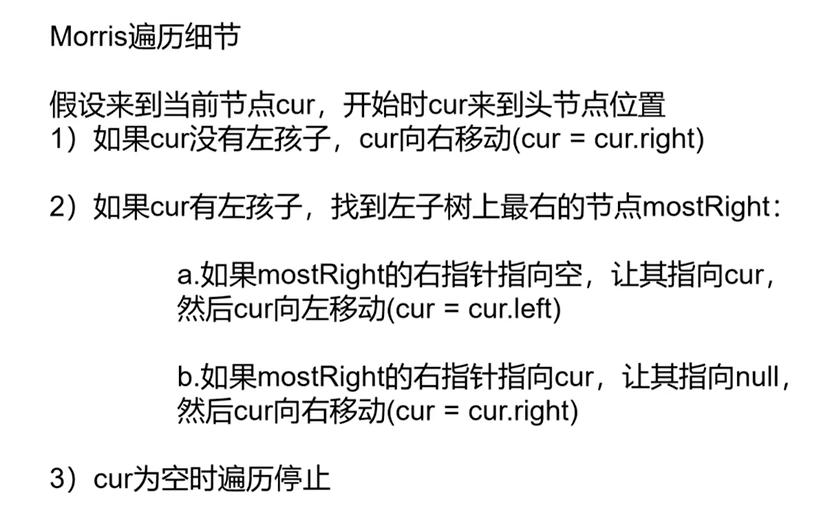 Morris遍历细节
假设来到当前节点cur，开始时cur来到头节点位置
1）如果cur没有左孩子，cur向右移动(cur = cur.right)
2）如果cur有左孩子，找到左子树上最右的节点mostRight：
a.如果mostRight的右指针指向空，让其指向cur，
然后cur向左移动(cur = cur.left)
b.如果mostRight的右指针指向cur，让其指向null，
然后cur向右移动(cur = cur.right)
3）cur为空时遍历停止